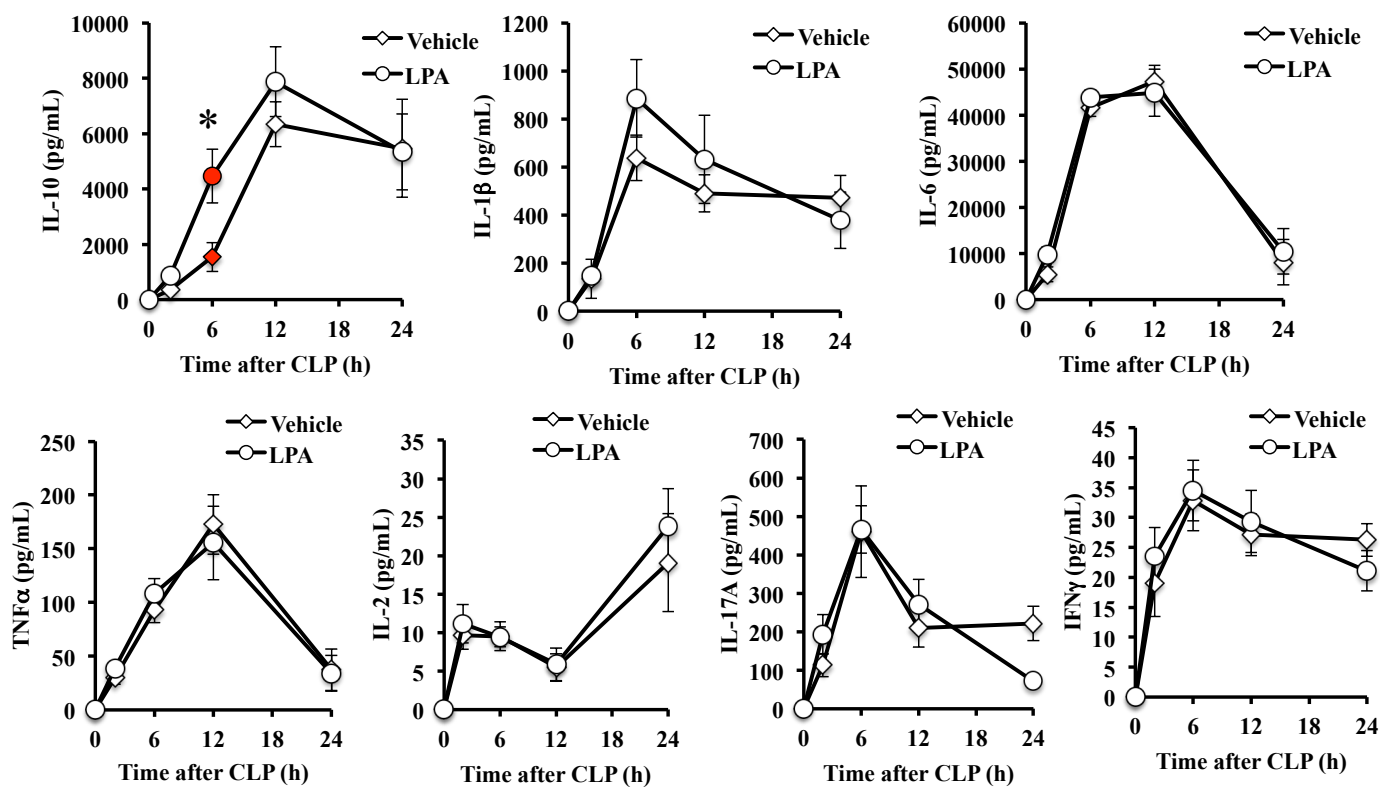 IL-10 (pg/mL)
10000
8000
6000
4000
2000
0
*
Vehicle
LPA
0 6 12 18 24
Time after CLP (h)
IL-1β (pg/mL)
1200
1000
800
600
400
200
0
Vehicle
LPA
0 6 12 18 24
Time after CLP (h)
IL-6 (pg/mL)
60000
50000
40000
30000
20000
10000
0
Vehicle
LPA
0 6 12 18 24
Time after CLP (h)
TNFα (pg/mL)
250
200
150
100
50
0
Vehicle
LPA
0 6 12 24
Time after CLP (h)
IL-2 (pg/mL)
35
30
25
20
15
10
5
0
Vehicle
LPA
0 6 12 24
Time after CLP (h)
IL-17A (pg/mL)
700
600
500
400
300
200
100
0
Vehicle
LPA
0 6 12 18 24
Time after CLP (h)
IFNγ (pg/mL)
45
40
35
30
25
20
15
10
5
0
Vehicle
LPA
0 6 12 18 24
Time after CLP (h)